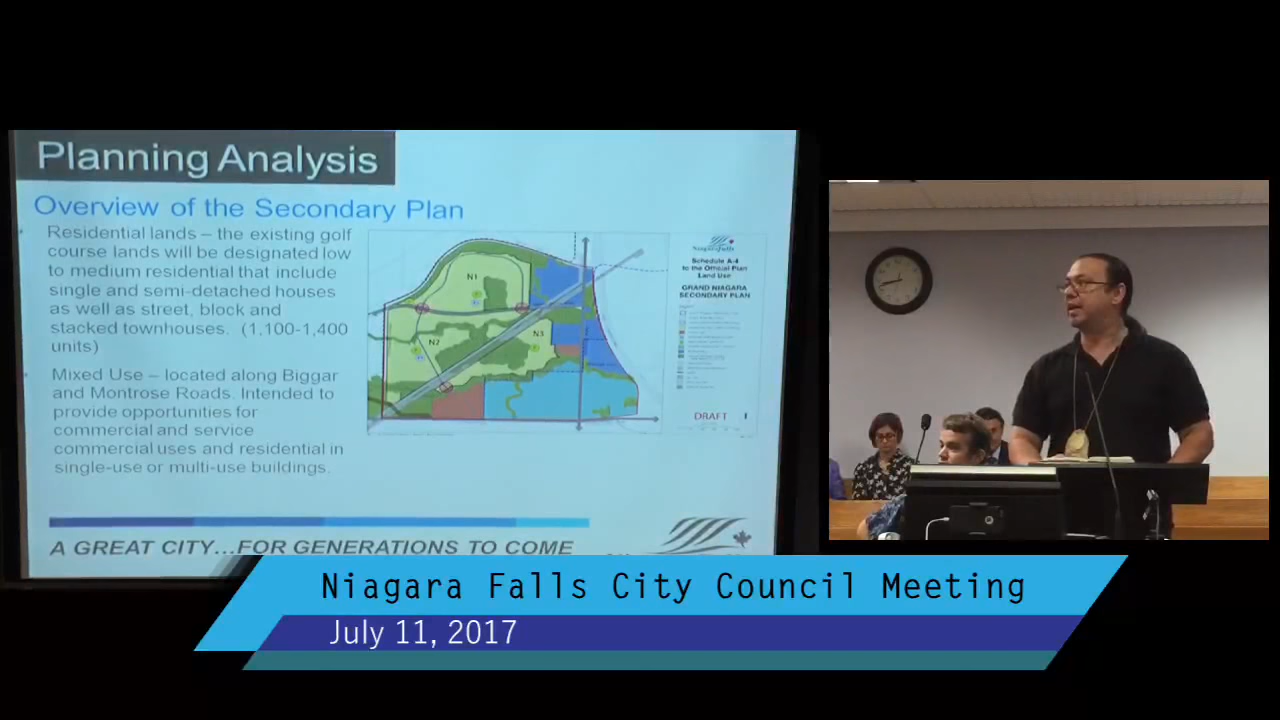 Planning Analysis
Overview of the Secondary Plan
Residential lands – the existing golf
course lands will be designated low
to medium residential that include
single and semi-detached houses
as well as street, block and
stacked townhouses. (1,100-1,400
units)
Mixed Use – located along Biggar
and Montrose Roads. Intended to
provide opportunities for
commercial and service
commercial uses and residential in
single-use or multi-use buildings.
N1
N2
N3
Niagara Falls
Schedule A-4
to the Official Plan
Land Use
GRAND NIAGARA
SECONDARY PLAN
DRAFT
A GREAT CITY...FOR GENERATIONS TO COME
Niagara Falls City Council Meeting
July 11, 2017